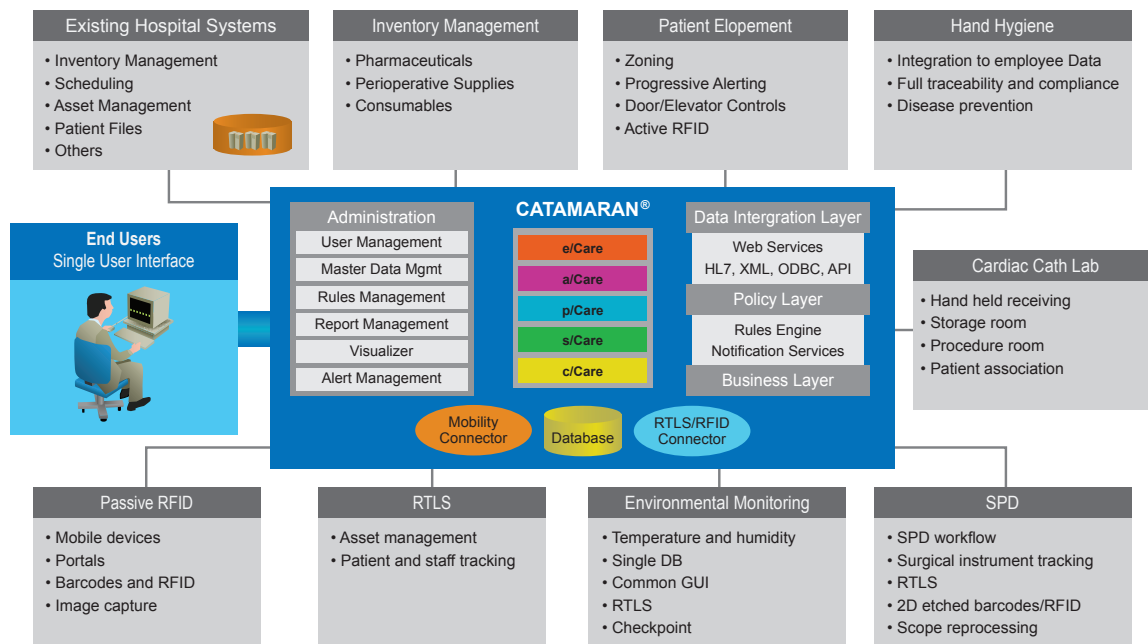 Existing Hospital Systems
• Inventory Management
• Scheduling
• Asset Management
• Patient Files
• Others
Inventory Management
• Pharmaceuticals
• Perioperative Supplies
• Consumables
Patient Elopement
• Zoning
• Progressive Alerting
• Door/Elevator Controls
• Active RFID
Hand Hygiene
• Integration to employee Data
• Full traceability and compliance
• Disease prevention
End Users
Single User Interface
Administration
User Management
Master Data Mgmt
Rules Management
Report Management
Visualizer
Alert Management
CATAMARAN®
e/Care
a/Care
p/Care
s/Care
c/Care
Data Intergration Layer
Web Services
HL7, XML, ODBC, API
Policy Layer
Rules Engine
Notification Services
Business Layer
Mobility
Connector
Database
RTLS/RFID
Connector
Cardiac Cath Lab
• Hand held receiving
• Storage room
• Procedure room
• Patient association
Passive RFID
• Mobile devices
• Portals
• Barcodes and RFID
• Image capture
RTLS
• Asset management
• Patient and staff tracking
Environmental Monitoring
• Temperature and humidity
• Single DB
• Common GUI
• RTLS
• Checkpoint
SPD
• SPD workflow
• Surgical instrument tracking
• RTLS
• 2D etched barcodes/RFID
• Scope reprocessing